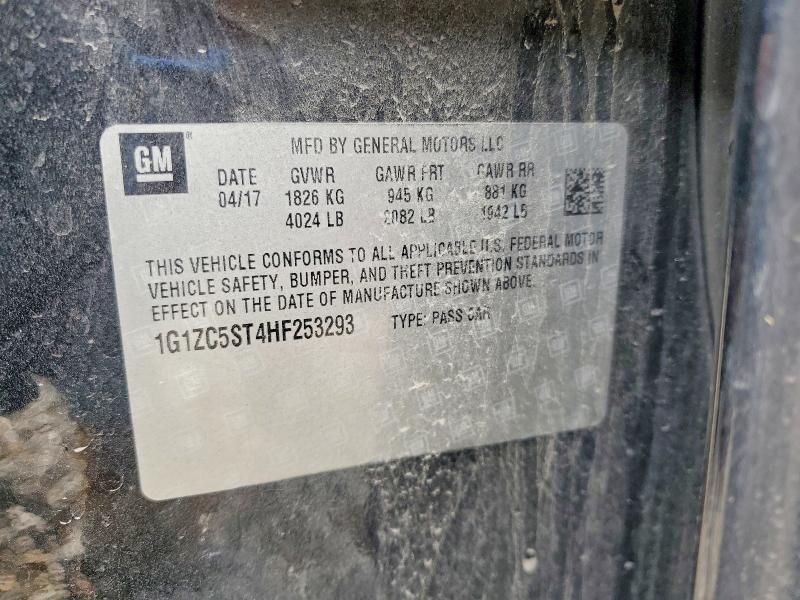 GM ®
MFD BY GENERAL MOTORS LLC
DATE GVWR GAWR FRT GAWR RR
04/17 1826 KG 945 KG 881 KG
4024 LB 2082 LB 1942 LB
THIS VEHICLE CONFORMS TO ALL APPLICABLE U.S. FEDERAL MOTOR
VEHICLE SAFETY, BUMPER, AND THEFT PREVENTION STANDARDS IN
EFFECT ON THE DATE OF MANUFACTURE SHOWN ABOVE.
1G1ZC5ST4HF253293 TYPE: PASS CAR